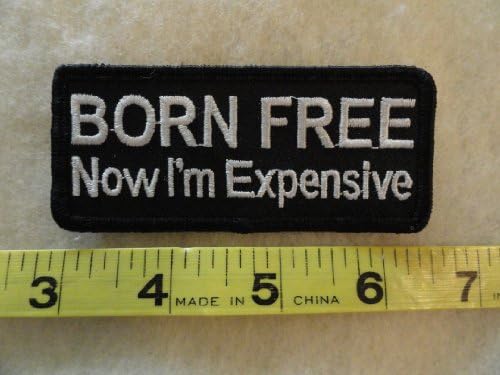 BORN FREE
Now I'm Expensive
3 4 MADE IN 5 CHINA 6 7